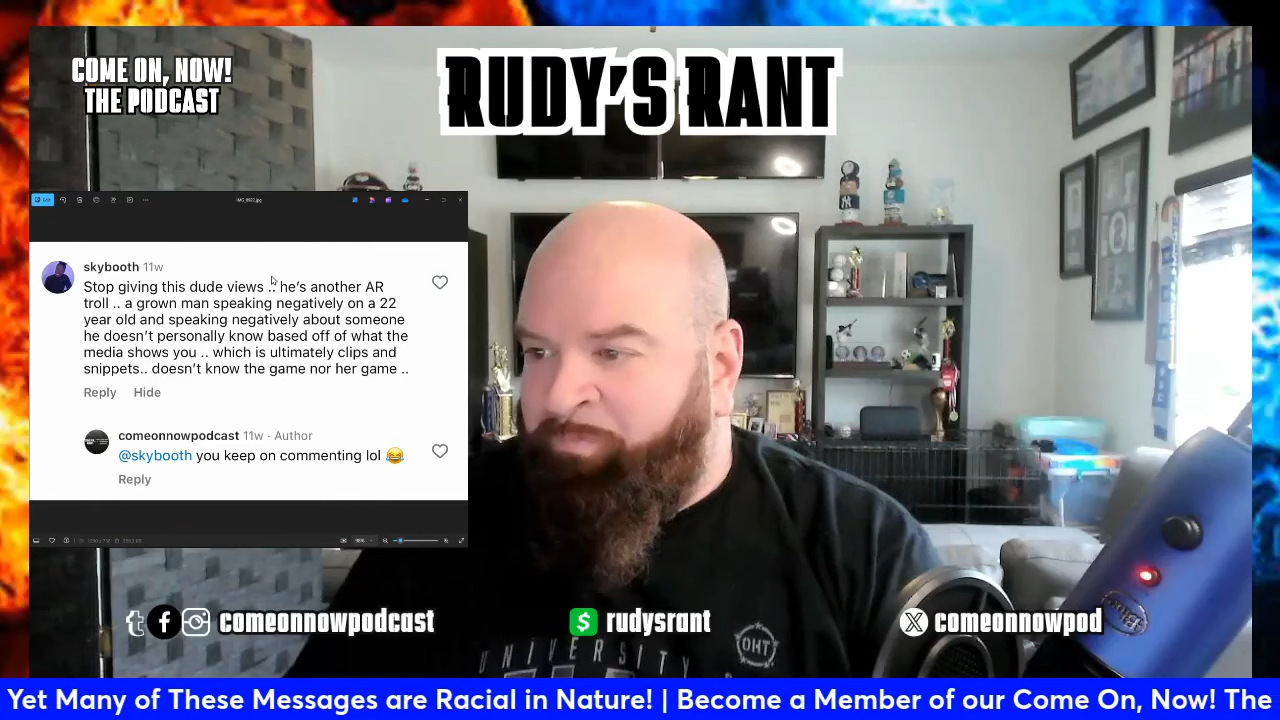 COME ON, NOW!
THE PODCAST
RUDY'S RANT
skybooth 11w
Stop giving this dude views .. he's another AR
troll .. a grown man speaking negatively on a 22
year old and speaking negatively about someone
he doesn't personally know based off of what the
media shows you .. which is ultimately clips and
snippets.. doesn't know the game nor her game ..
Reply Hide
comeonnowpodcast 11w · Author
@skybooth you keep on commenting lol 😂
Reply
comeonnowpodcast
rudysrant
comeonnowpod
UNIVERSITY
OHT
Blue
Yet Many of These Messages are Racial in Nature! | Become a Member of our Come On, Now! The